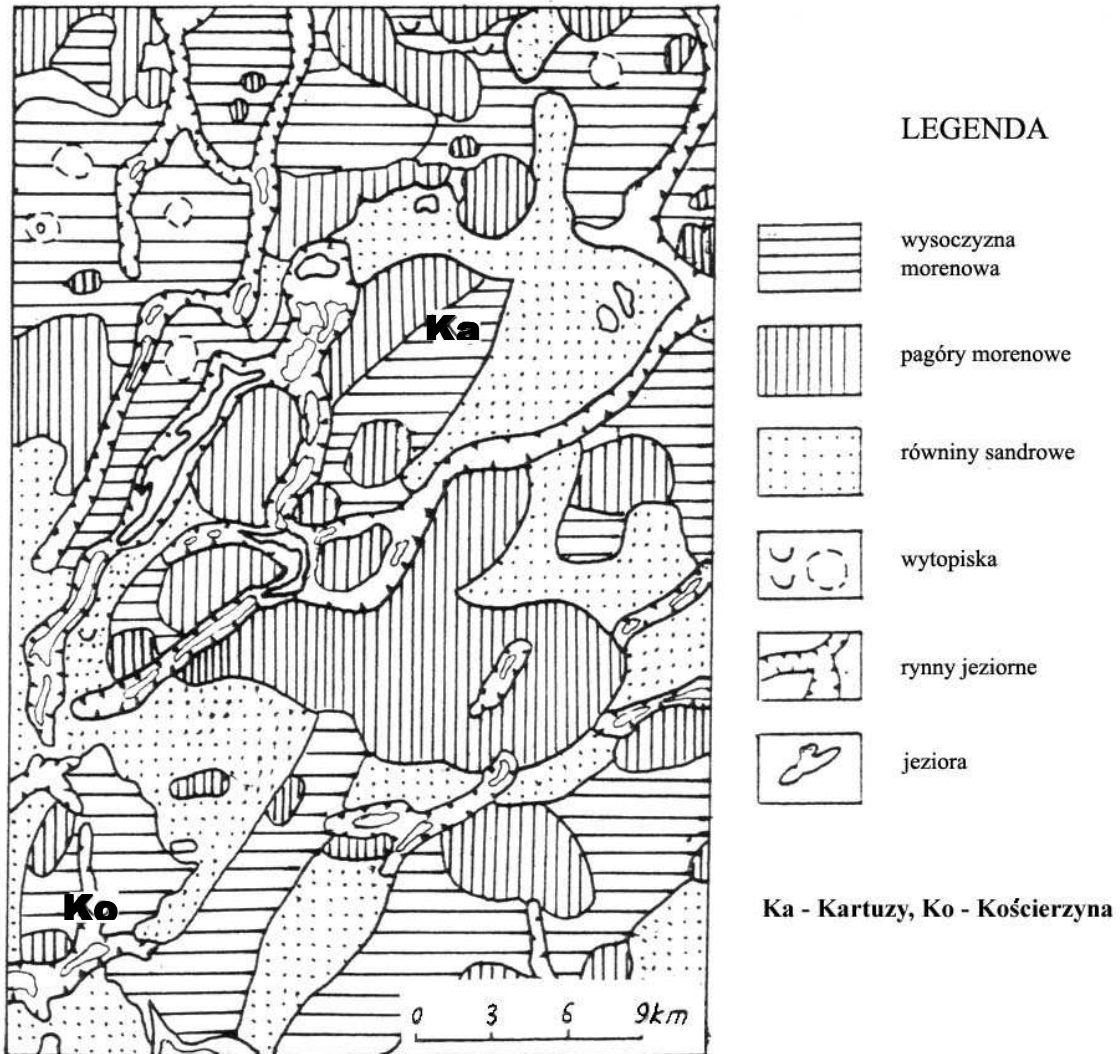 LEGENDA
wysoczyzna
morenowa
pagóry morenowe
równiny sandrowe
wytopiska
rynny jeziorne
jeziora
Ka - Kartuzy, Ko - Kościerzyna
Ka
Ko
0 3 6 9km